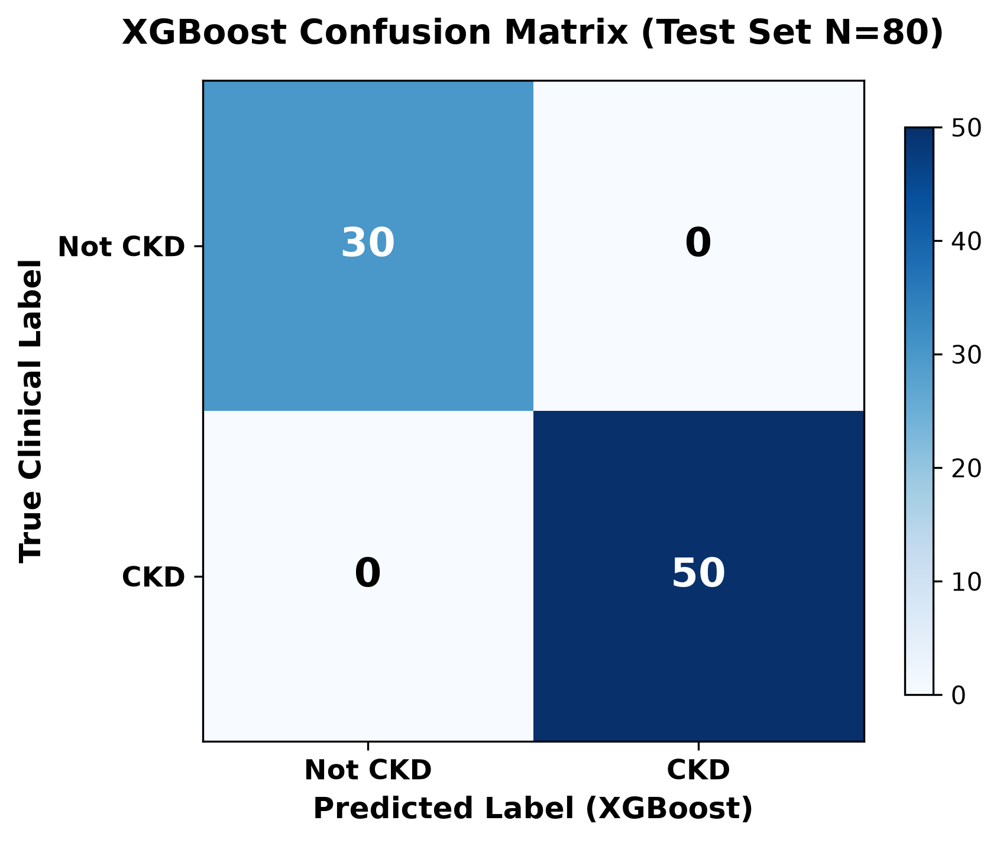 XGBoost Confusion Matrix (Test Set N=80)
True Clinical Label
Not CKD
CKD
30
0
0
50
Not CKD
CKD
Predicted Label (XGBoost)
50
40
30
20
10
0